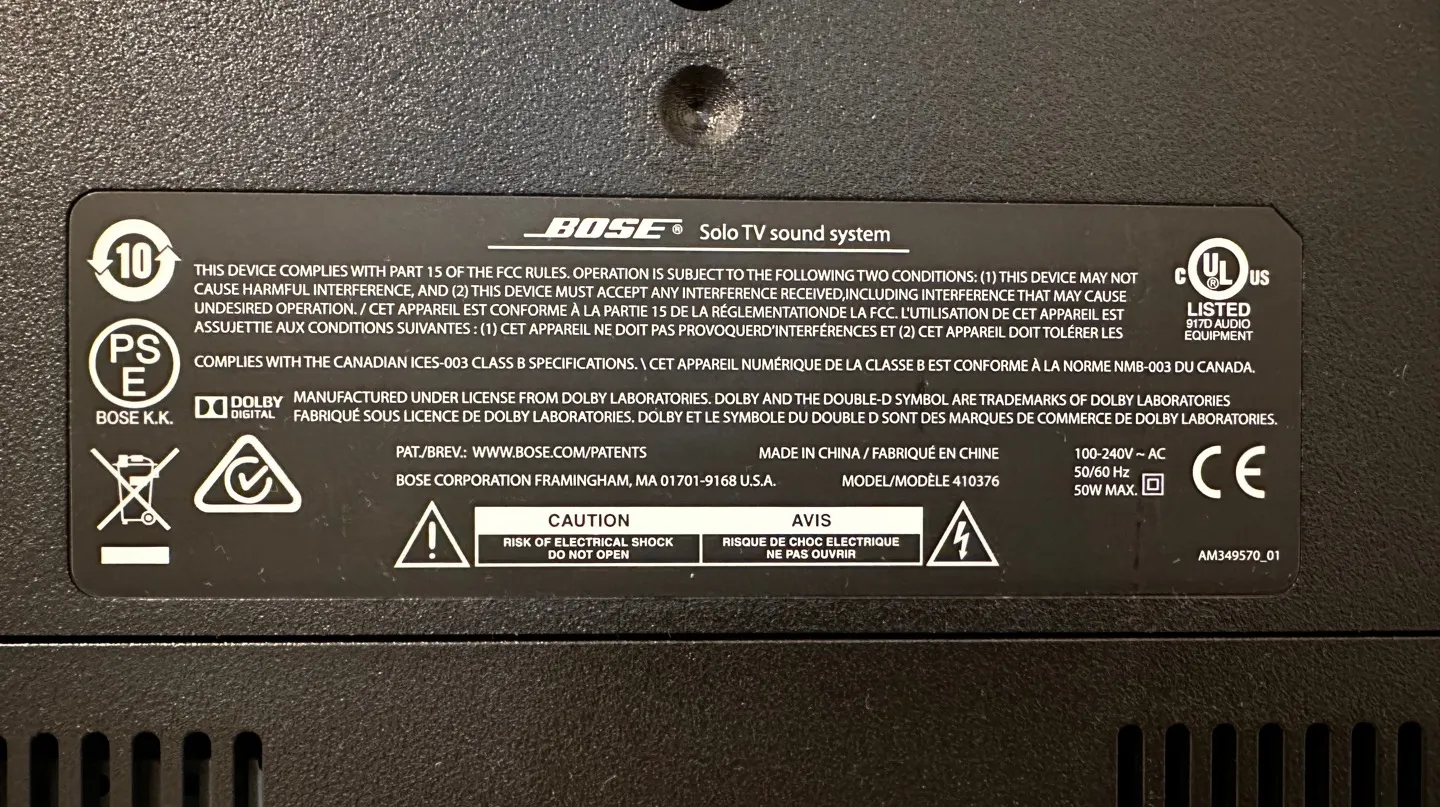 BOSE® Solo TV sound system
10
THIS DEVICE COMPLIES WITH PART 15 OF THE FCC RULES. OPERATION IS SUBJECT TO THE FOLLOWING TWO CONDITIONS: (1) THIS DEVICE MAY NOT
CAUSE HARMFUL INTERFERENCE, AND (2) THIS DEVICE MUST ACCEPT ANY INTERFERENCE RECEIVED,INCLUDING INTERFERENCE THAT MAY CAUSE
UNDESIRED OPERATION. / CET APPAREIL EST CONFORME À LA PARTIE 15 DE LA RÉGLEMENTATIONDE LA FCC. L'UTILISATION DE CET APPAREIL EST
ASSUJETTIE AUX CONDITIONS SUIVANTES : (1) CET APPAREIL NE DOIT PAS PROVOQUERD'INTERFÉRENCES ET (2) CET APPAREIL DOIT TOLÉRER LES
C UL® US
LISTED
917D AUDIO
EQUIPMENT
PS
E
BOSE K.K.
COMPLIES WITH THE CANADIAN ICES-003 CLASS B SPECIFICATIONS. \ CET APPAREIL NUMÉRIQUE DE LA CLASSE B EST CONFORME À LA NORME NMB-003 DU CANADA.
DOLBY
DIGITAL
MANUFACTURED UNDER LICENSE FROM DOLBY LABORATORIES. DOLBY AND THE DOUBLE-D SYMBOL ARE TRADEMARKS OF DOLBY LABORATORIES
FABRIQUÉ SOUS LICENCE DE DOLBY LABORATORIES. DOLBY ET LE SYMBOLE DU DOUBLE D SONT DES MARQUES DE COMMERCE DE DOLBY LABORATORIES.
PAT./BREV.: WWW.BOSE.COM/PATENTS
MADE IN CHINA / FABRIQUÉ EN CHINE
BOSE CORPORATION FRAMINGHAM, MA 01701-9168 U.S.A.
MODEL/MODÈLE 410376
100-240V ~ AC
50/60 Hz
50W MAX.
CE
CAUTION
RISK OF ELECTRICAL SHOCK
DO NOT OPEN
AVIS
RISQUE DE CHOC ELECTRIQUE
NE PAS OUVRIR
AM349570_01